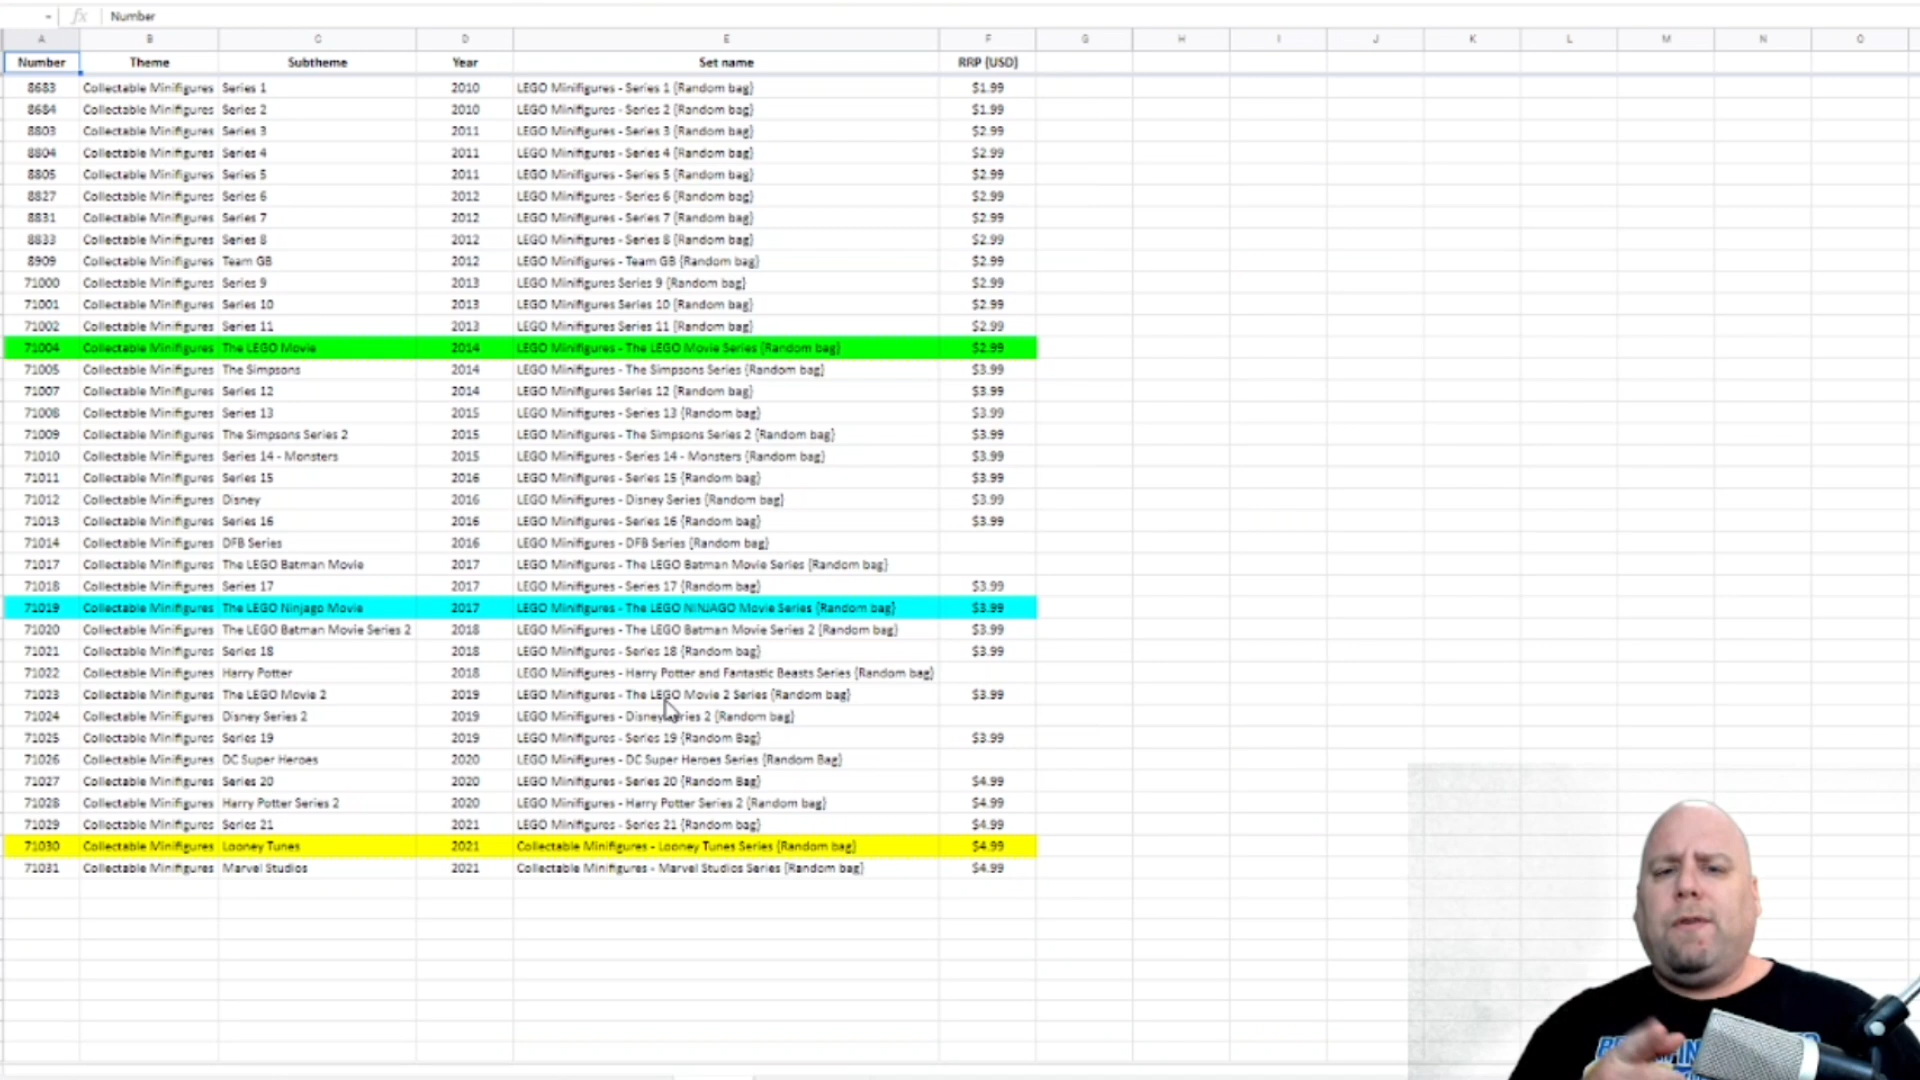 fx Number
A B C D E F G H I J K L M N O
Number Theme Subtheme Year Set name RRP (USD)
8683 Collectable Minifigures Series 1 2010 LEGO Minifigures - Series 1 {Random bag} $1.99
8684 Collectable Minifigures Series 2 2010 LEGO Minifigures - Series 2 {Random bag} $1.99
8803 Collectable Minifigures Series 3 2011 LEGO Minifigures - Series 3 {Random bag} $2.99
8804 Collectable Minifigures Series 4 2011 LEGO Minifigures - Series 4 {Random bag} $2.99
8805 Collectable Minifigures Series 5 2011 LEGO Minifigures - Series 5 {Random bag} $2.99
8827 Collectable Minifigures Series 6 2012 LEGO Minifigures - Series 6 {Random bag} $2.99
8831 Collectable Minifigures Series 7 2012 LEGO Minifigures - Series 7 {Random bag} $2.99
8833 Collectable Minifigures Series 8 2012 LEGO Minifigures - Series 8 {Random bag} $2.99
8909 Collectable Minifigures Team GB 2012 LEGO Minifigures - Team GB {Random bag} $2.99
71000 Collectable Minifigures Series 9 2013 LEGO Minifigures Series 9 {Random bag} $2.99
71001 Collectable Minifigures Series 10 2013 LEGO Minifigures Series 10 {Random bag} $2.99
71002 Collectable Minifigures Series 11 2013 LEGO Minifigures Series 11 {Random bag} $2.99
71004 Collectable Minifigures The LEGO Movie 2014 LEGO Minifigures - The LEGO Movie Series {Random bag} $2.99
71005 Collectable Minifigures The Simpsons 2014 LEGO Minifigures - The Simpsons Series {Random bag} $3.99
71007 Collectable Minifigures Series 12 2014 LEGO Minifigures Series 12 {Random bag} $3.99
71008 Collectable Minifigures Series 13 2015 LEGO Minifigures - Series 13 {Random bag} $3.99
71009 Collectable Minifigures The Simpsons Series 2 2015 LEGO Minifigures - The Simpsons Series 2 {Random bag} $3.99
71010 Collectable Minifigures Series 14 - Monsters 2015 LEGO Minifigures - Series 14 - Monsters {Random bag} $3.99
71011 Collectable Minifigures Series 15 2016 LEGO Minifigures - Series 15 {Random bag} $3.99
71012 Collectable Minifigures Disney 2016 LEGO Minifigures - Disney Series {Random bag} $3.99
71013 Collectable Minifigures Series 16 2016 LEGO Minifigures - Series 16 {Random bag} $3.99
71014 Collectable Minifigures DFB Series 2016 LEGO Minifigures - DFB Series {Random bag}
71017 Collectable Minifigures The LEGO Batman Movie 2017 LEGO Minifigures - The LEGO Batman Movie Series {Random bag}
71018 Collectable Minifigures Series 17 2017 LEGO Minifigures - Series 17 {Random bag} $3.99
71019 Collectable Minifigures The LEGO Ninjago Movie 2017 LEGO Minifigures - The LEGO NINJAGO Movie Series {Random bag} $3.99
71020 Collectable Minifigures The LEGO Batman Movie Series 2 2018 LEGO Minifigures - The LEGO Batman Movie Series 2 {Random bag} $3.99
71021 Collectable Minifigures Series 18 2018 LEGO Minifigures - Series 18 {Random bag} $3.99
71022 Collectable Minifigures Harry Potter 2018 LEGO Minifigures - Harry Potter and Fantastic Beasts Series {Random bag}
71023 Collectable Minifigures The LEGO Movie 2 2019 LEGO Minifigures - The LEGO Movie 2 Series {Random bag} $3.99
71024 Collectable Minifigures Disney Series 2 2019 LEGO Minifigures - Disney Series 2 {Random bag}
71025 Collectable Minifigures Series 19 2019 LEGO Minifigures - Series 19 {Random Bag} $3.99
71026 Collectable Minifigures DC Super Heroes 2020 LEGO Minifigures - DC Super Heroes Series {Random Bag}
71027 Collectable Minifigures Series 20 2020 LEGO Minifigures - Series 20 {Random Bag} $4.99
71028 Collectable Minifigures Harry Potter Series 2 2020 LEGO Minifigures - Harry Potter Series 2 {Random bag} $4.99
71029 Collectable Minifigures Series 21 2021 LEGO Minifigures - Series 21 {Random bag} $4.99
71030 Collectable Minifigures Looney Tunes 2021 Collectable Minifigures - Looney Tunes Series {Random bag} $4.99
71031 Collectable Minifigures Marvel Studios 2021 Collectable Minifigures - Marvel Studios Series {Random bag} $4.99